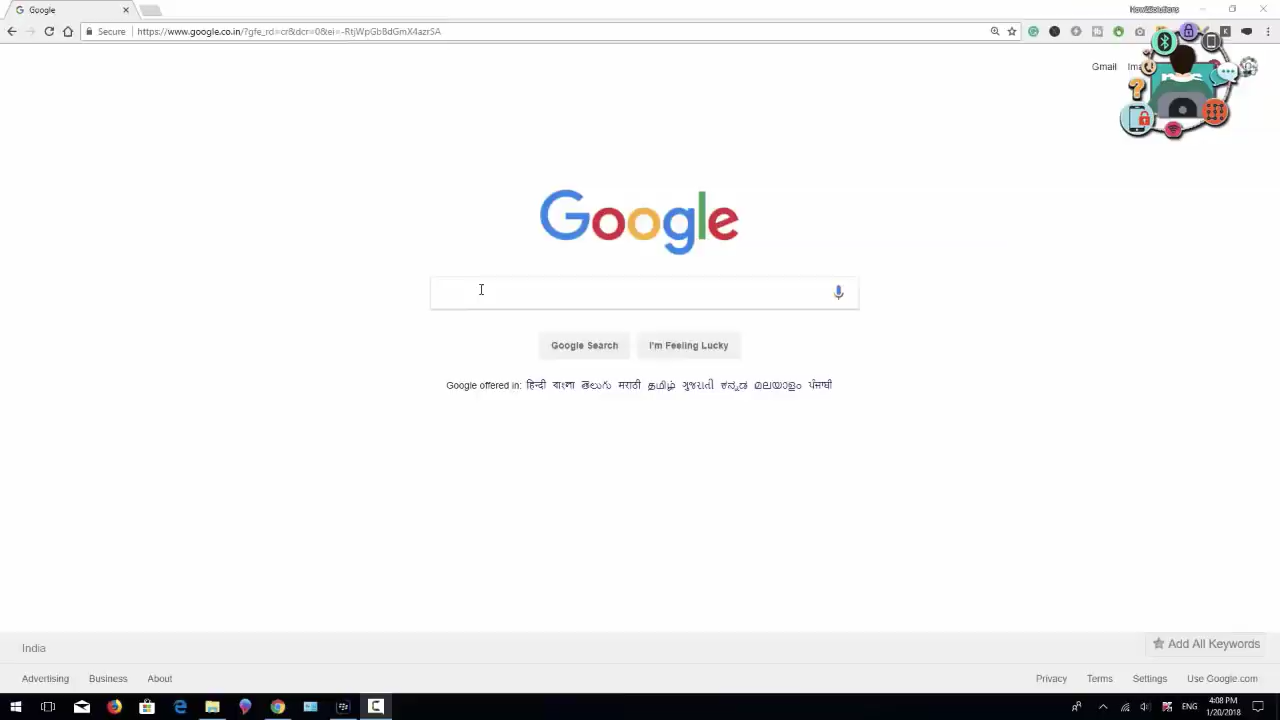 Google
Now2Solutions
Secure
https://www.google.co.in/?gfe_rd=cr&dcr=0&ei=-RtjWpGbBdGmX4azrSA
Gmail
Google
Google Search
I'm Feeling Lucky
Google offered in: हिन्दी বাংলা తెలుగు मराठी தமிழ் ગુજરાતી ಕನ್ನಡ മലയാളം ਪੰਜਾਬੀ
India
Add All Keywords
Advertising
Business
About
Privacy
Terms
Settings
Use Google.com
ENG
4:08 PM
1/20/2018